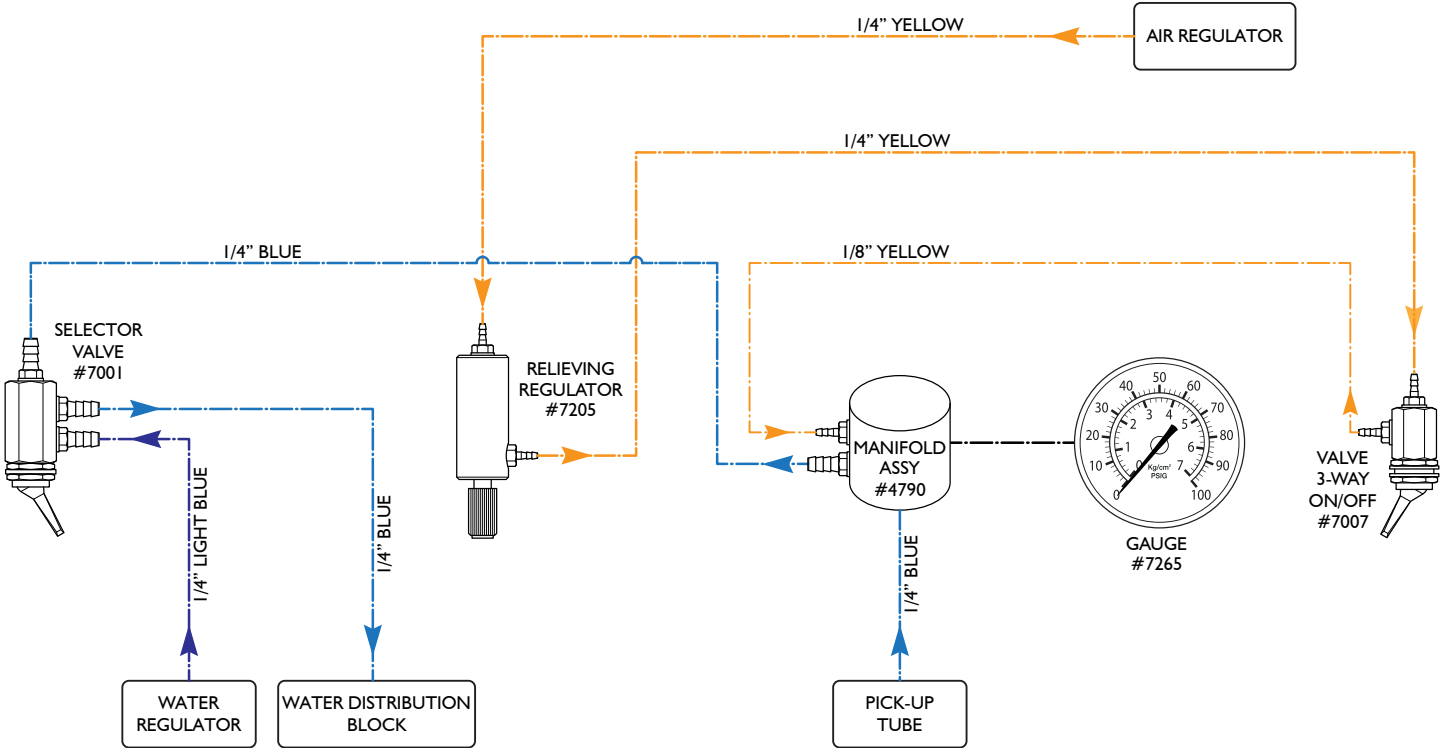 1/4” YELLOW
AIR REGULATOR
1/4” YELLOW
1/4” BLUE
1/8” YELLOW
SELECTOR
VALVE
#7001
RELIEVING
REGULATOR
#7205
MANIFOLD
ASSY
#4790
0
10
20
30
40
50
60
70
80
90
100
0
1
2
3
4
5
6
7
Kg/cm²
PSIG
GAUGE
#7265
VALVE
3-WAY
ON/OFF
#7007
1/4” LIGHT BLUE
1/4” BLUE
1/4” BLUE
WATER
REGULATOR
WATER DISTRIBUTION
BLOCK
PICK-UP
TUBE